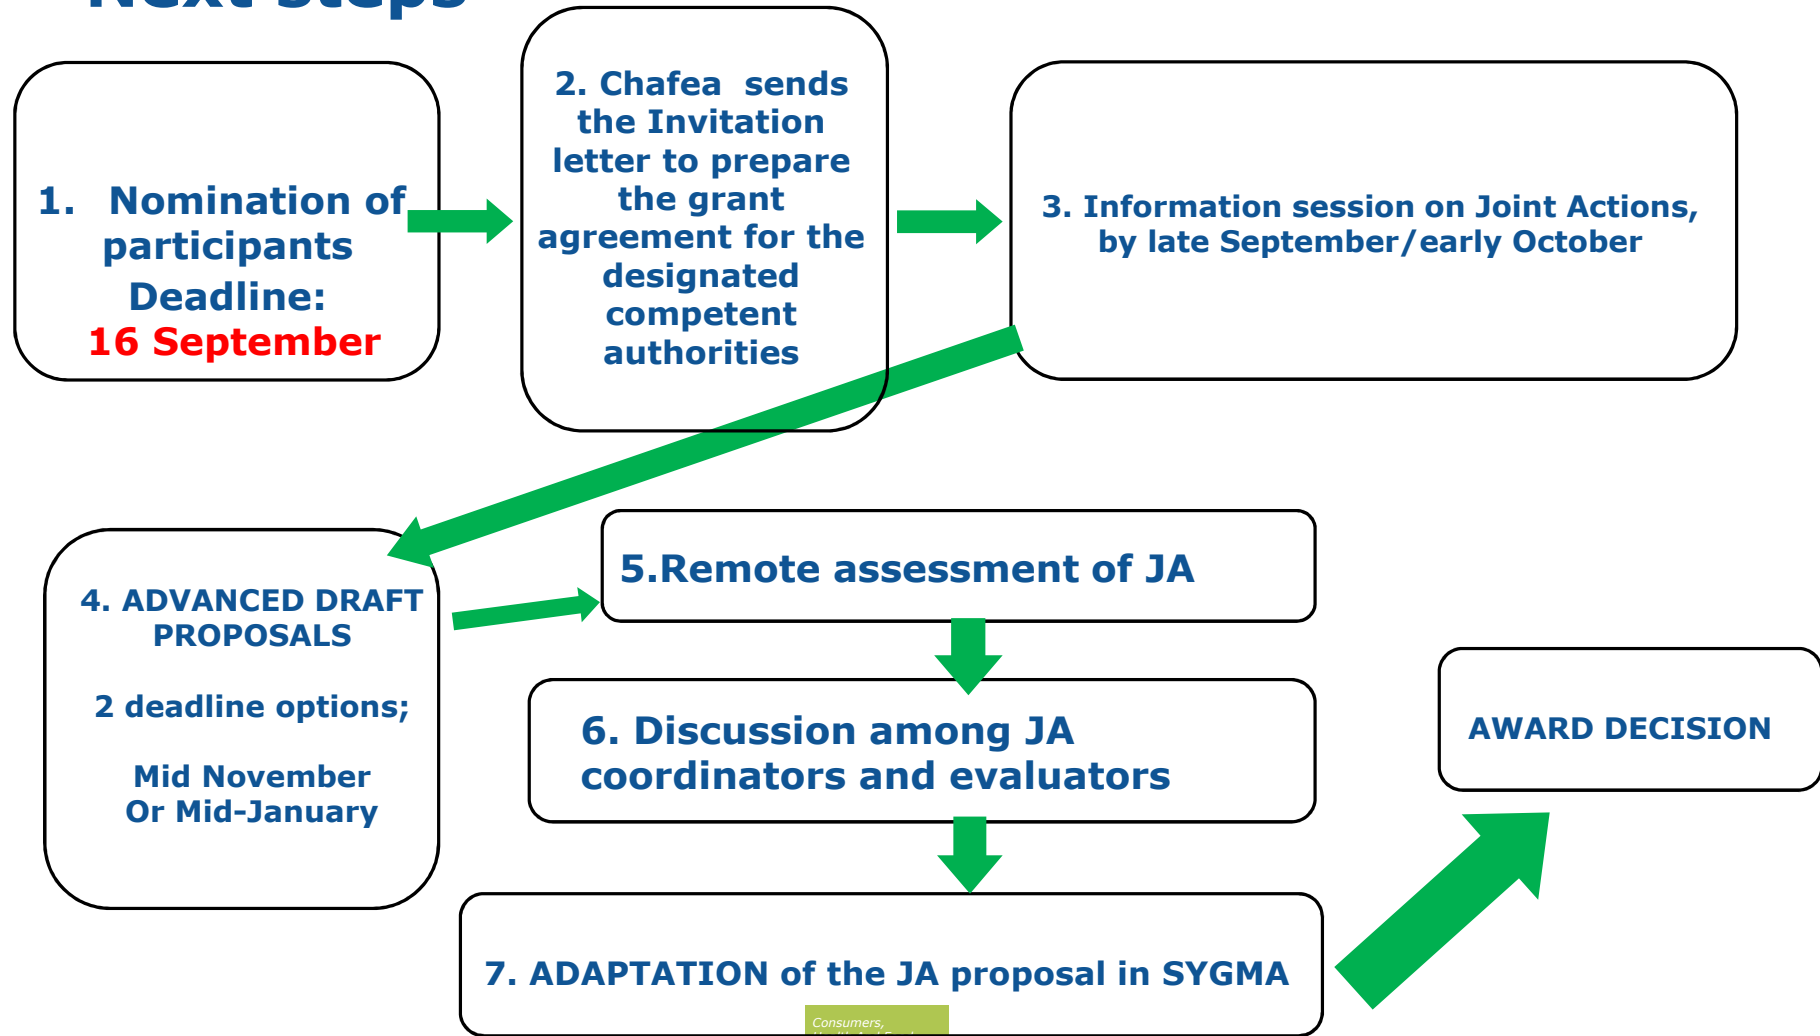 Next steps
1. Nomination of
participants
Deadline:
16 September
2. Chafea sends
the Invitation
letter to prepare
the grant
agreement for the
designated
competent
authorities
3. Information session on Joint Actions,
by late September/early October
4. ADVANCED DRAFT
PROPOSALS
2 deadline options;
Mid November
Or Mid-January
5.Remote assessment of JA
6. Discussion among JA
coordinators and evaluators
7. ADAPTATION of the JA proposal in SYGMA
AWARD DECISION
Consumers,